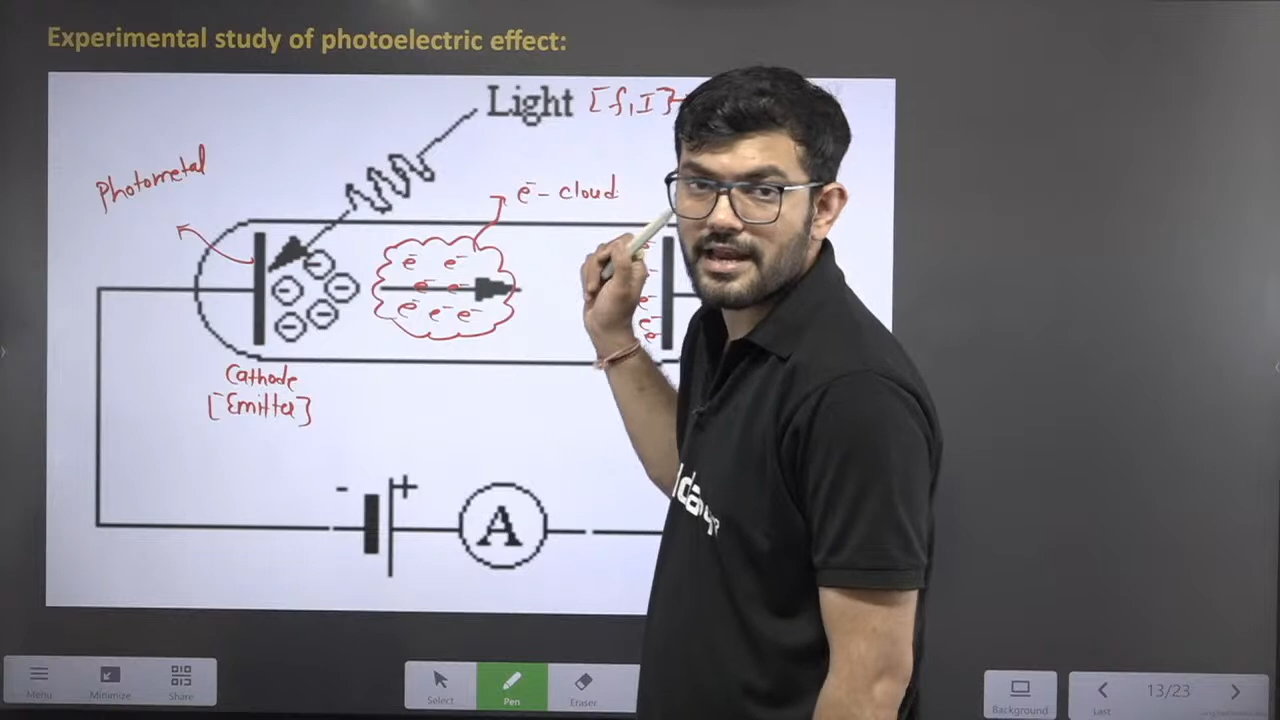 Experimental study of photoelectric effect:
Light [f, I]
Photometal
e⁻ - cloud
e⁻ e⁻
e⁻ e⁻
e⁻ e⁻ e⁻
Cathode
[Emitter]
- +
A
Menu
Minimize
Share
Select
Pen
Eraser
Background
Last
13/23